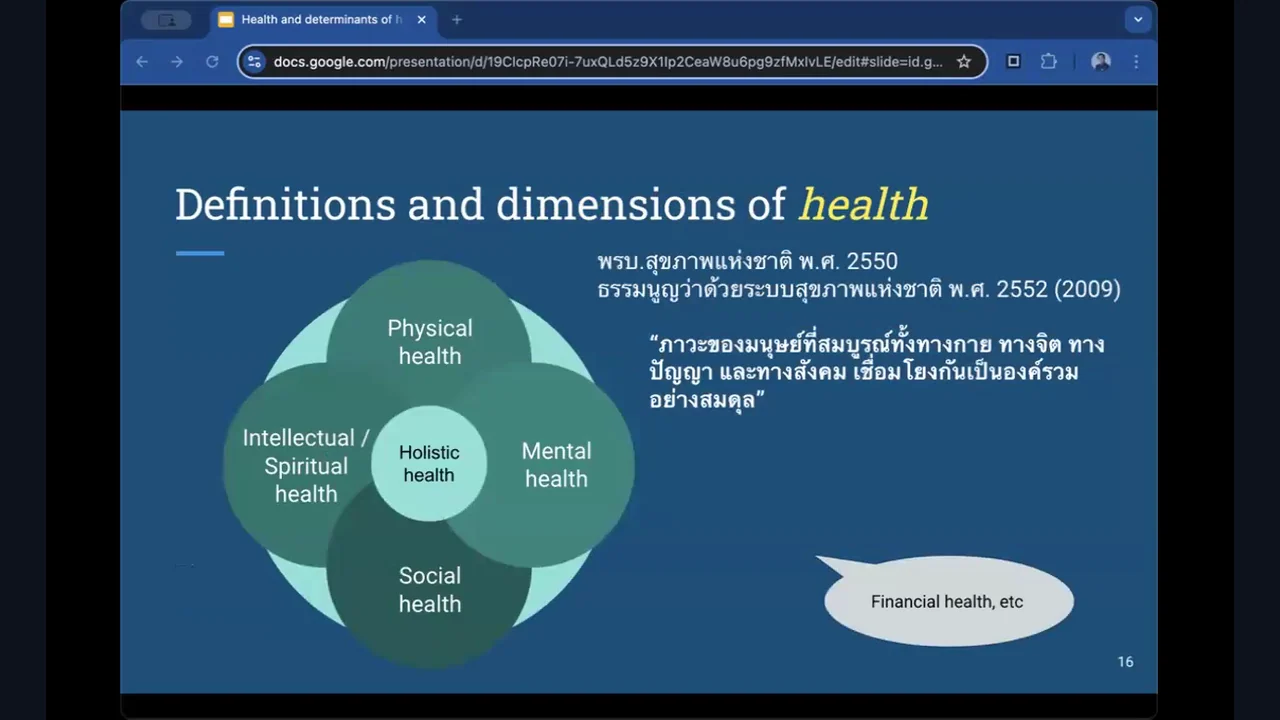 Health and determinants of h
docs.google.com/presentation/d/19ClcpRe07i-7uxQLd5z9X1Ip2CeaW8u6pg9zfMxIvLE/edit#slide=id.g...
Definitions and dimensions of health
พรบ.สุขภาพแห่งชาติ พ.ศ. 2550
ธรรมนูญว่าด้วยระบบสุขภาพแห่งชาติ พ.ศ. 2552 (2009)
“ภาวะของมนุษย์ที่สมบูรณ์ทั้งทางกาย ทางจิต ทาง
ปัญญา และทางสังคม เชื่อมโยงกันเป็นองค์รวม
อย่างสมดุล”
Physical
health
Intellectual /
Spiritual
health
Holistic
health
Mental
health
Social
health
Financial health, etc
16